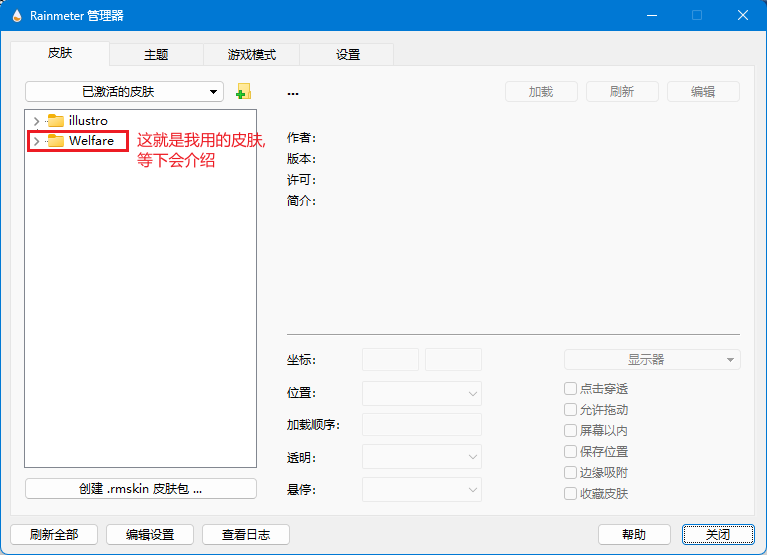 Rainmeter 管理器
皮肤
主题
游戏模式
设置
已激活的皮肤
...
加载
刷新
编辑
illustro
Welfare
这就是我用的皮肤,
等下会介绍
作者:
版本:
许可:
简介:
坐标:
显示器
位置:
点击穿透
允许拖动
加载顺序:
屏幕以内
保存位置
透明:
边缘吸附
悬停:
收藏皮肤
创建 .rmskin 皮肤包 ...
刷新全部
编辑设置
查看日志
帮助
关闭